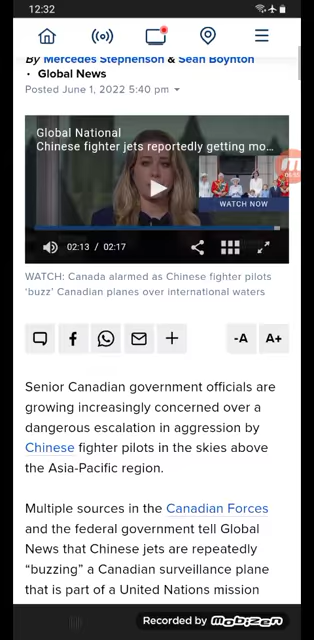 12:32
By Mercedes Stephenson & Sean Boynton
· Global News
Posted June 1, 2022 5:40 pm
Global National
Chinese fighter jets reportedly getting mo...
WATCH NOW
02:13 / 02:17
WATCH: Canada alarmed as Chinese fighter pilots
'buzz' Canadian planes over international waters
-A A+
Senior Canadian government officials are
growing increasingly concerned over a
dangerous escalation in aggression by
Chinese fighter pilots in the skies above
the Asia-Pacific region.
Multiple sources in the Canadian Forces
and the federal government tell Global
News that Chinese jets are repeatedly
“buzzing” a Canadian surveillance plane
that is part of a United Nations mission
Recorded by Mobizen